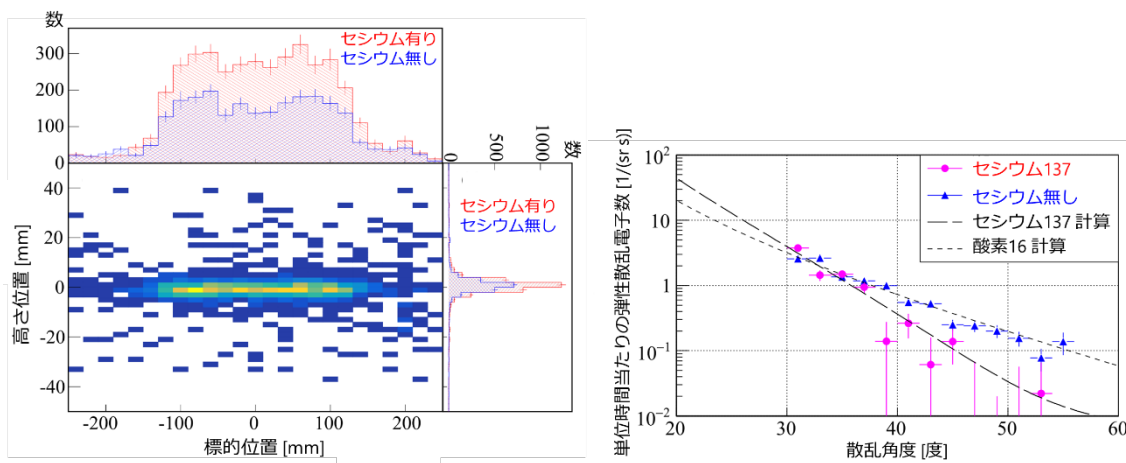 数
300
200
100
0
セシウム有り
セシウム無し
0
500
1000
数
セシウム有り
セシウム無し
高さ位置 [mm]
40
20
0
-20
-40
-200
-100
0
100
200
標的位置 [mm]
単位時間当たりの弾性散乱電子数 [1/(sr s)]
10²
10
1
10⁻¹
10⁻²
セシウム137
セシウム無し
セシウム137 計算
酸素16 計算
20
30
40
50
60
散乱角度 [度]